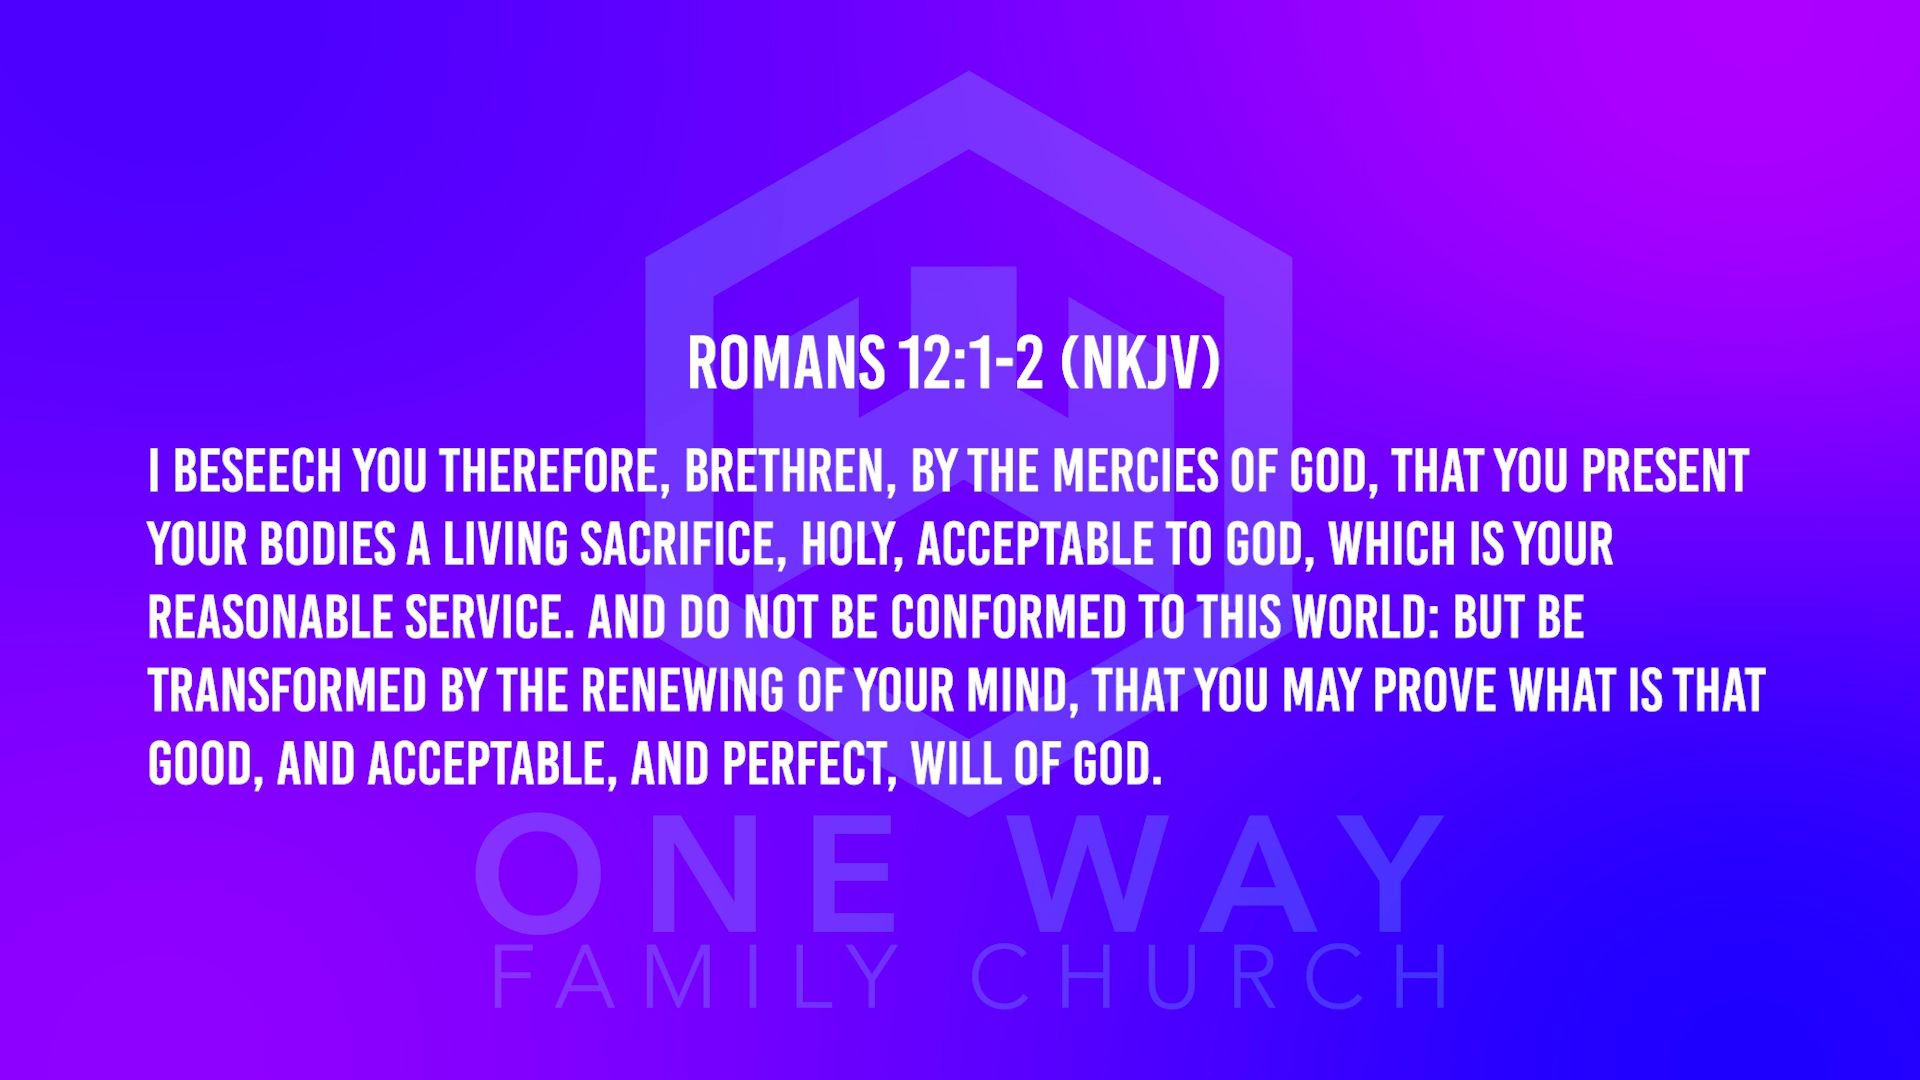 ROMANS 12:1-2 (NKJV)
I BESEECH YOU THEREFORE, BRETHREN, BY THE MERCIES OF GOD, THAT YOU PRESENT
YOUR BODIES A LIVING SACRIFICE, HOLY, ACCEPTABLE TO GOD, WHICH IS YOUR
REASONABLE SERVICE. AND DO NOT BE CONFORMED TO THIS WORLD: BUT BE
TRANSFORMED BY THE RENEWING OF YOUR MIND, THAT YOU MAY PROVE WHAT IS THAT
GOOD, AND ACCEPTABLE, AND PERFECT, WILL OF GOD.
ONE WAY
FAMILY CHURCH